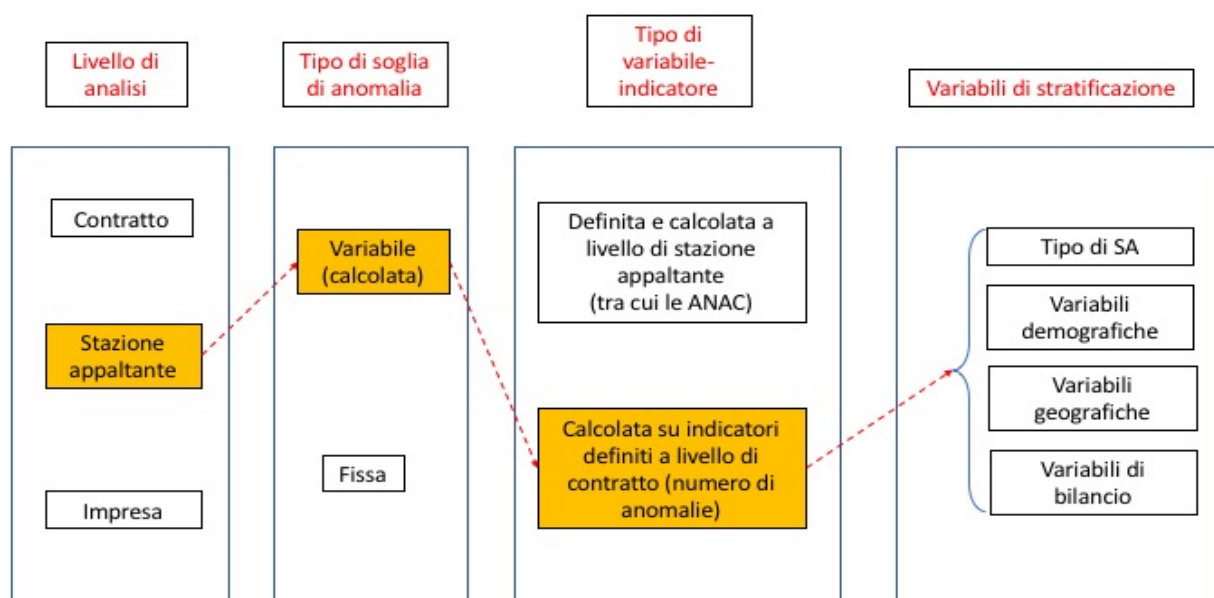 Livello di
analisi
Tipo di soglia
di anomalia
Tipo di
variabile-
indicatore
Variabili di stratificazione
Contratto
Stazione
appaltante
Impresa
Variabile
(calcolata)
Fissa
Definita e calcolata a
livello di stazione
appaltante
(tra cui le ANAC)
Calcolata su indicatori
definiti a livello di
contratto (numero di
anomalie)
Tipo di SA
Variabili
demografiche
Variabili
geografiche
Variabili di
bilancio